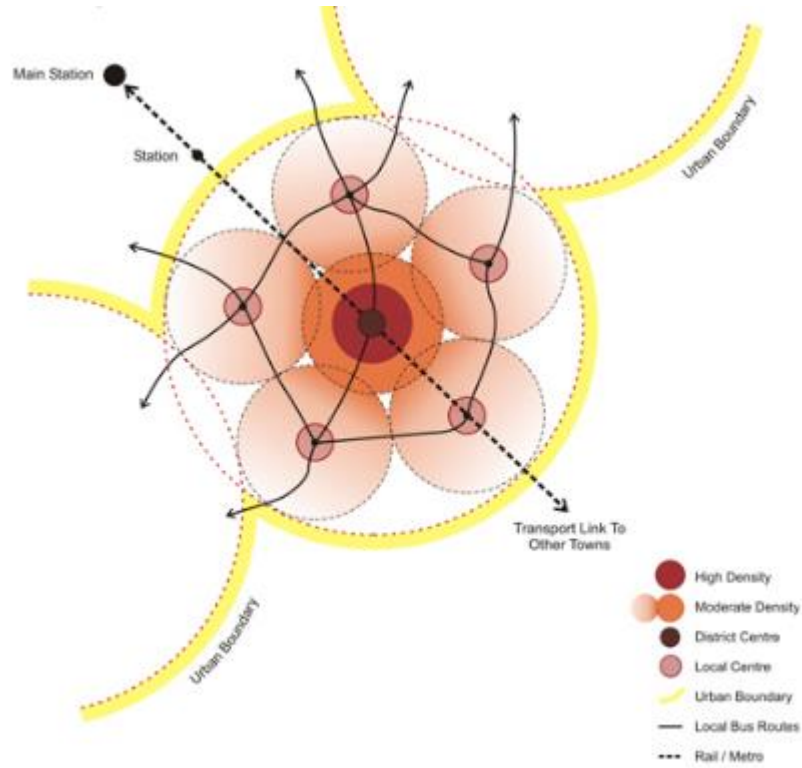 Main Station
Station
Urban Boundary
Urban Boundary
Transport Link To
Other Towns
High Density
Moderate Density
District Centre
Local Centre
Urban Boundary
Local Bus Routes
Rail / Metro